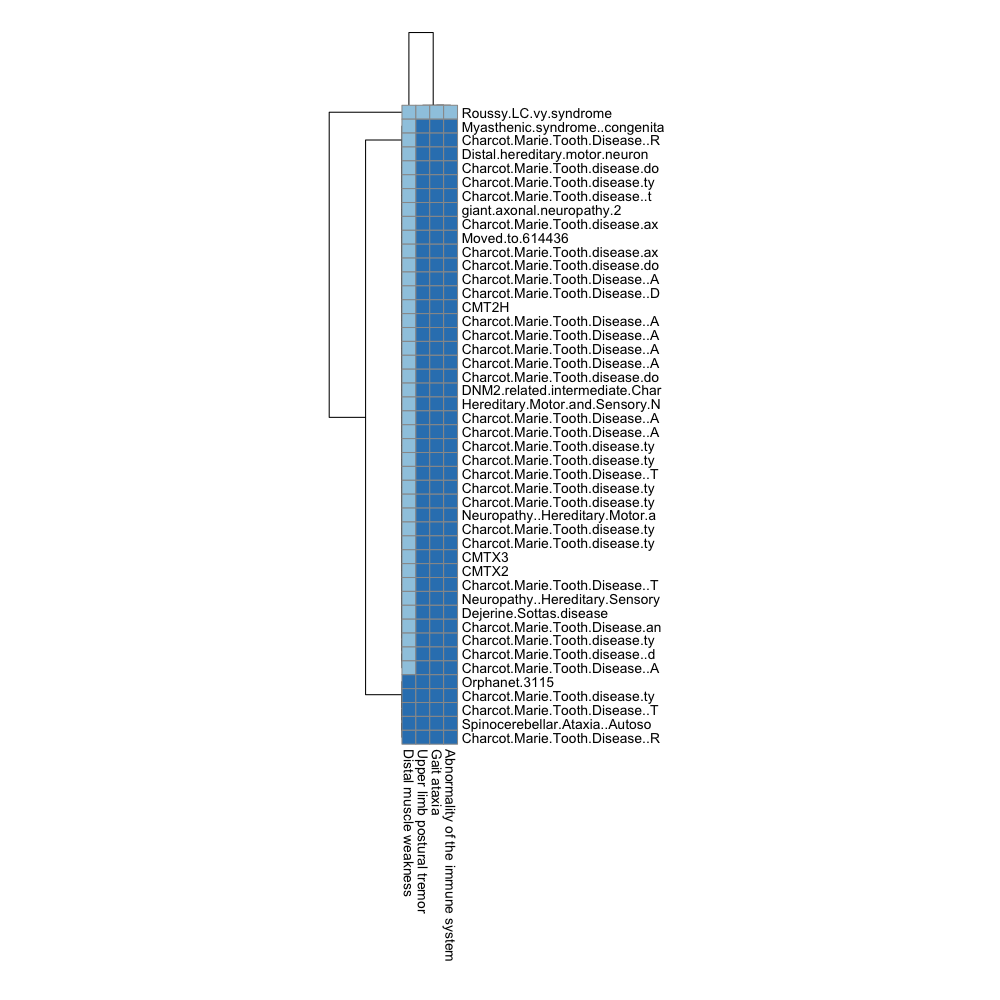 Roussy.LC.vy.syndrome
Myasthenic.syndrome..congenita
Charcot.Marie.Tooth.Disease..R
Distal.hereditary.motor.neuron
Charcot.Marie.Tooth.disease.do
Charcot.Marie.Tooth.disease.ty
Charcot.Marie.Tooth.disease..t
giant.axonal.neuropathy.2
Charcot.Marie.Tooth.disease.ax
Moved.to.614436
Charcot.Marie.Tooth.disease.ax
Charcot.Marie.Tooth.disease.do
Charcot.Marie.Tooth.Disease..A
Charcot.Marie.Tooth.Disease..D
CMT2H
Charcot.Marie.Tooth.Disease..A
Charcot.Marie.Tooth.Disease..A
Charcot.Marie.Tooth.Disease..A
Charcot.Marie.Tooth.Disease..A
Charcot.Marie.Tooth.disease.do
DNM2.related.intermediate.Char
Hereditary.Motor.and.Sensory.N
Charcot.Marie.Tooth.Disease..A
Charcot.Marie.Tooth.Disease..A
Charcot.Marie.Tooth.disease.ty
Charcot.Marie.Tooth.disease.ty
Charcot.Marie.Tooth.Disease..T
Charcot.Marie.Tooth.disease.ty
Charcot.Marie.Tooth.disease.ty
Neuropathy..Hereditary.Motor.a
Charcot.Marie.Tooth.disease.ty
Charcot.Marie.Tooth.disease.ty
CMTX3
CMTX2
Charcot.Marie.Tooth.Disease..T
Neuropathy..Hereditary.Sensory
Dejerine.Sottas.disease
Charcot.Marie.Tooth.Disease.an
Charcot.Marie.Tooth.disease.ty
Charcot.Marie.Tooth.disease..d
Charcot.Marie.Tooth.Disease..A
Orphanet.3115
Charcot.Marie.Tooth.disease.ty
Charcot.Marie.Tooth.Disease..T
Spinocerebellar.Ataxia..Autoso
Charcot.Marie.Tooth.Disease..R
Distal muscle weakness
Upper limb postural tremor
Gait ataxia
Abnormality of the immune system